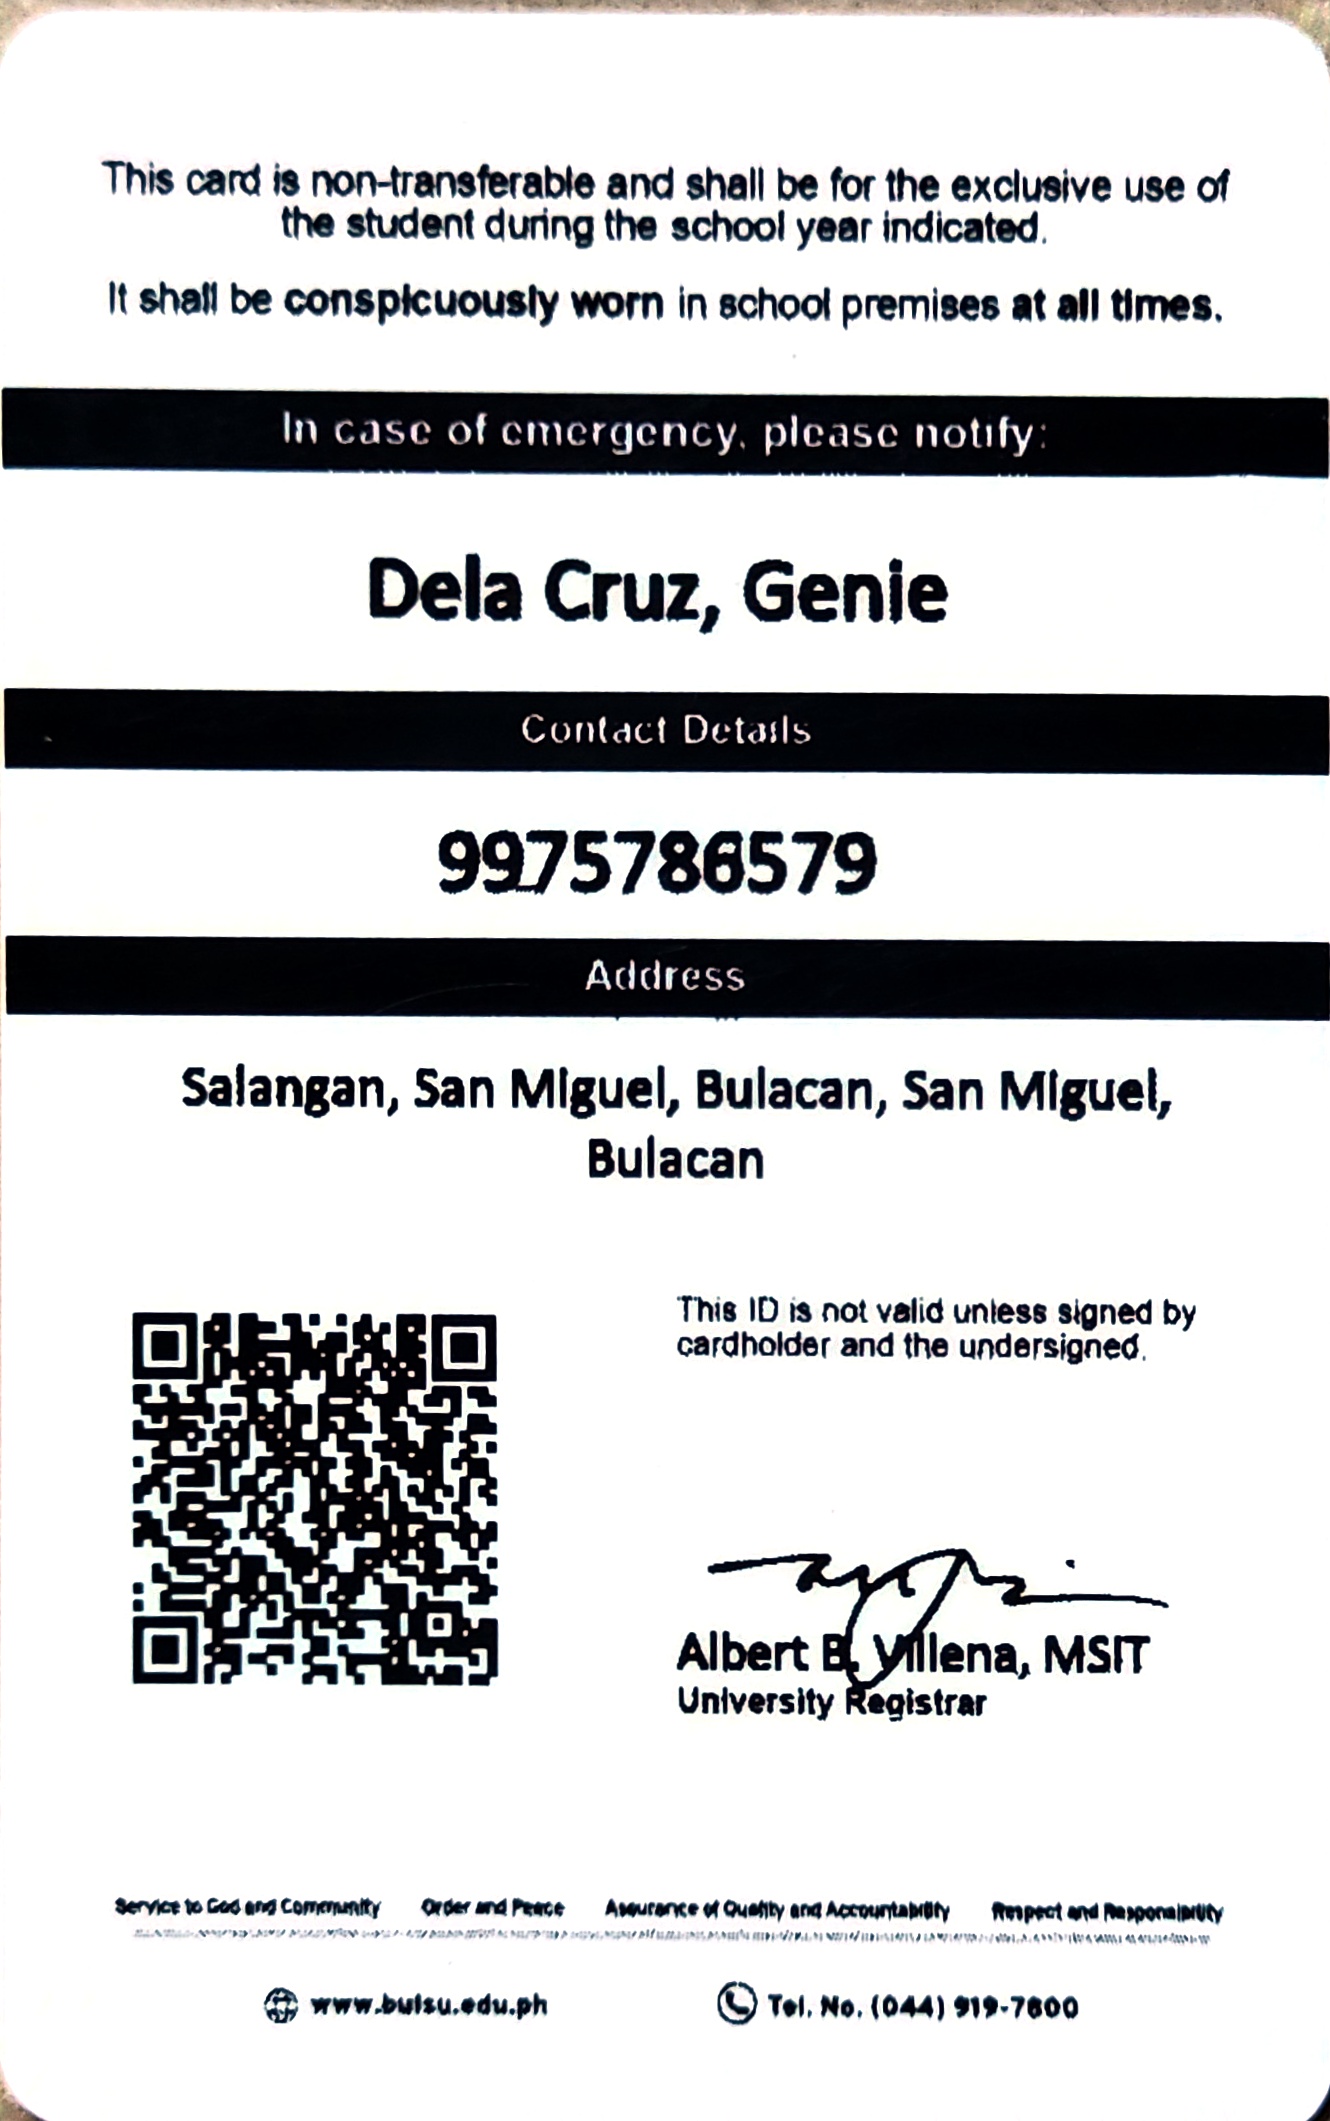 This card is non-transferable and shall be for the exclusive use of
the student during the school year indicated.
It shall be conspicuously worn in school premises at all times.
In case of emergency, please notify:
Dela Cruz, Genie
Contact Details
9975786579
Address
Salangan, San Miguel, Bulacan, San Miguel,
Bulacan
This ID is not valid unless signed by
cardholder and the undersigned.
Albert B. Villena, MSIT
University Registrar
Service to God and Community Order and Peace Assurance of Quality and Accountability Respect and Responsibility
www.bulsu.edu.ph Tel. No. (044) 919-7800